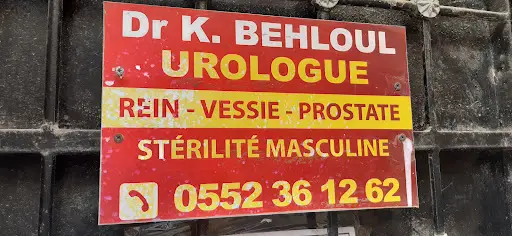 Dr K. BEHLOUL
UROLOGUE
REIN - VESSIE - PROSTATE
STÉRILITÉ MASCULINE
0552 36 12 62